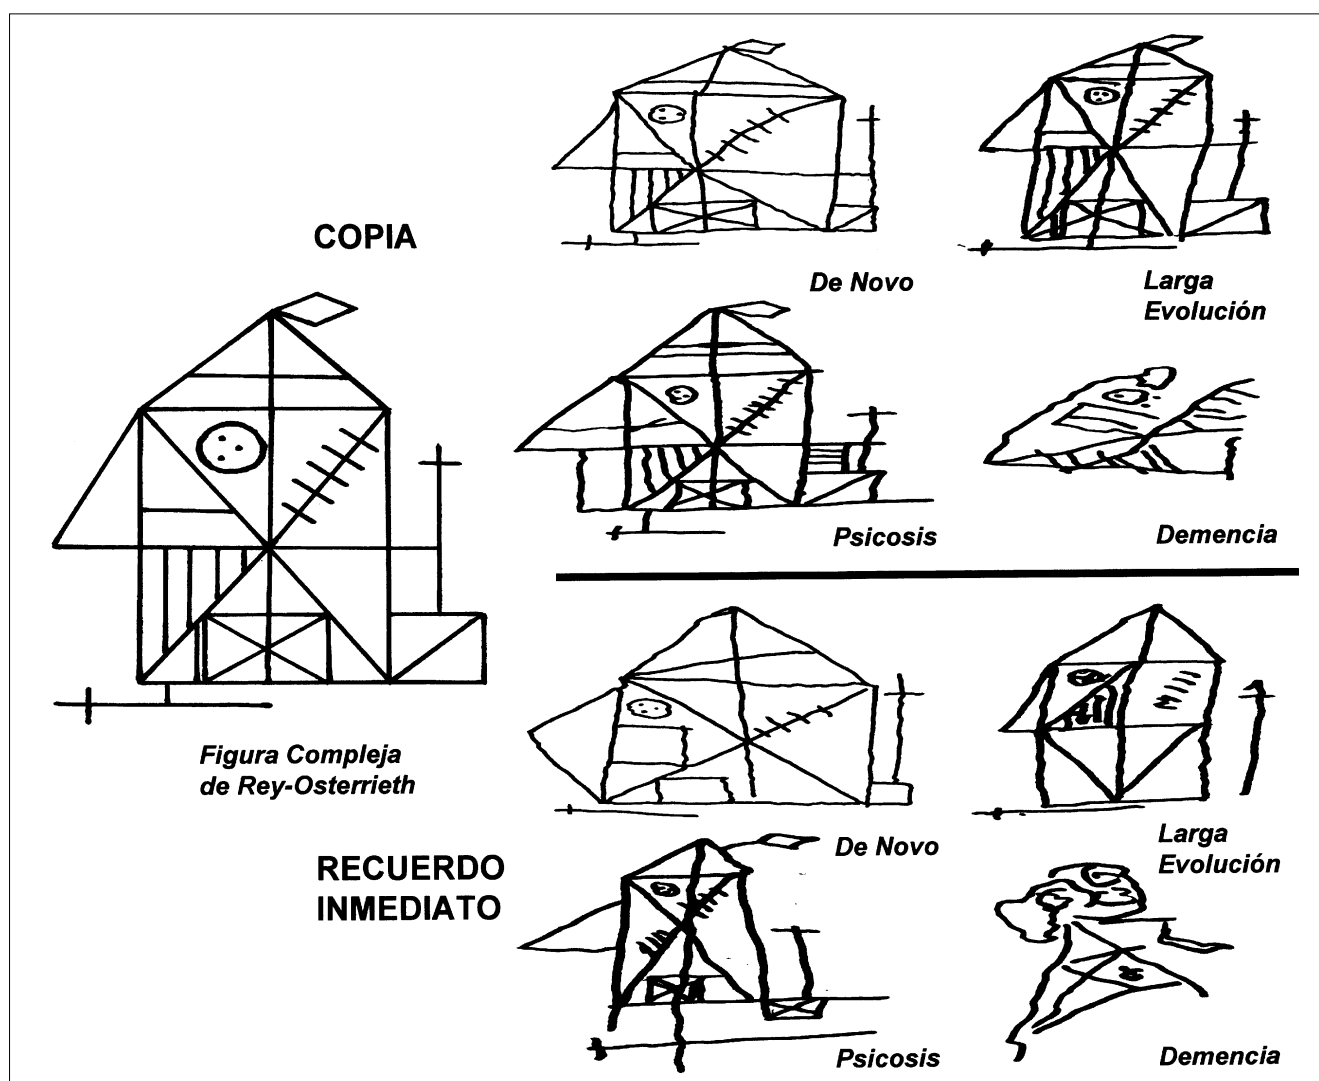 COPIA
De Novo
Larga
Evolución
Psicosis
Demencia
Figura Compleja
de Rey-Osterrieth
RECUERDO
INMEDIATO
De Novo
Larga
Evolución
Psicosis
Demencia